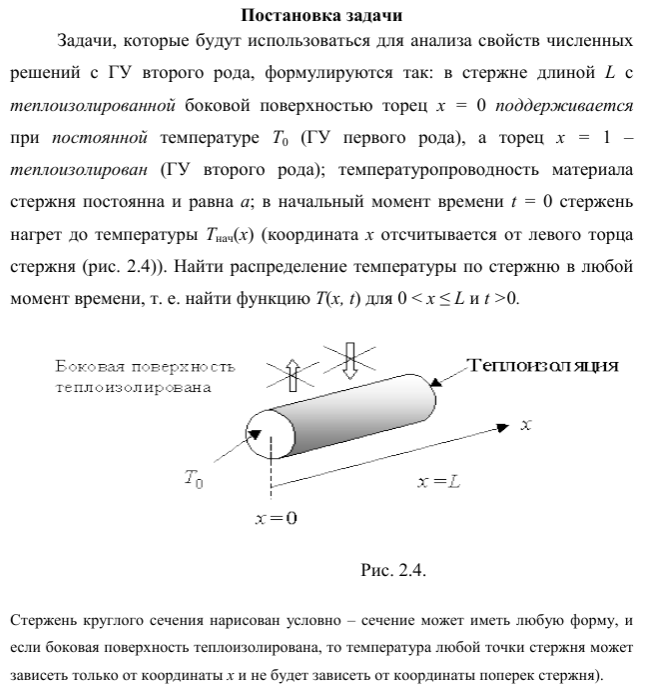 Постановка задачи
Задачи, которые будут использоваться для анализа свойств численных
решений с ГУ второго рода, формулируются так: в стержне длиной L с
теплоизолированной боковой поверхностью торец x = 0 поддерживается
при постоянной температуре T₀ (ГУ первого рода), а торец x = 1 –
теплоизолирован (ГУ второго рода); температуропроводность материала
стержня постоянна и равна a; в начальный момент времени t = 0 стержень
нагрет до температуры Tнач(x) (координата x отсчитывается от левого торца
стержня (рис. 2.4)). Найти распределение температуры по стержню в любой
момент времени, т. е. найти функцию T(x, t) для 0 < x ≤ L и t >0.
Боковая поверхность
теплоизолирована
Теплоизоляция
x
T₀
x=L
x=0
Рис. 2.4.
Стержень круглого сечения нарисован условно – сечение может иметь любую форму, и
если боковая поверхность теплоизолирована, то температура любой точки стержня может
зависеть только от координаты x и не будет зависеть от координаты поперек стержня).